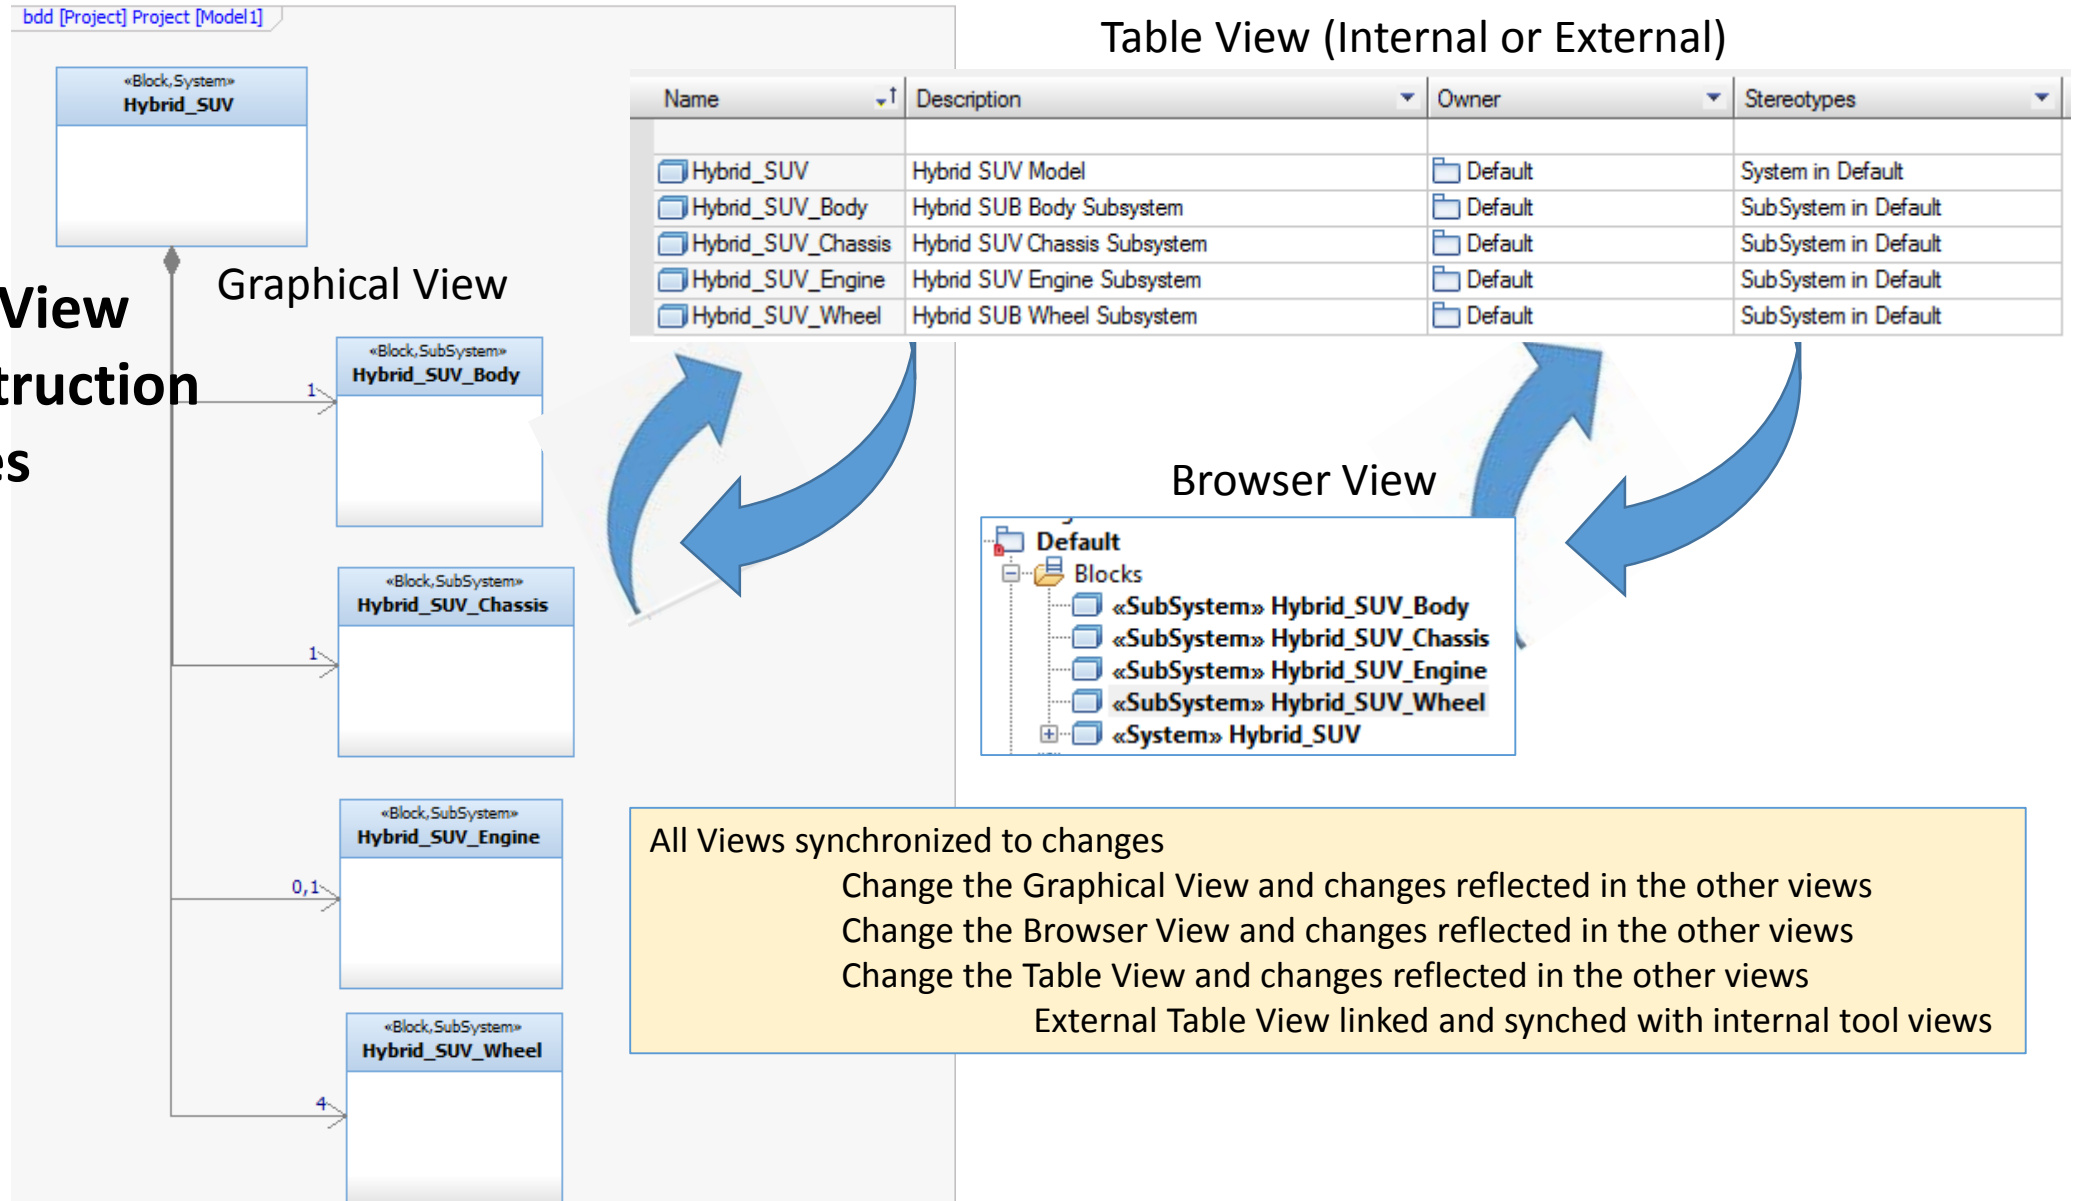 bdd [Project] Project [Model1]
«Block,System»
Hybrid_SUV
Graphical View
View
truction
es
1
«Block,SubSystem»
Hybrid_SUV_Body
1
«Block,SubSystem»
Hybrid_SUV_Chassis
0,1
«Block,SubSystem»
Hybrid_SUV_Engine
4
«Block,SubSystem»
Hybrid_SUV_Wheel
Table View (Internal or External)
Name Description Owner Stereotypes
Hybrid_SUV Hybrid SUV Model Default System in Default
Hybrid_SUV_Body Hybrid SUB Body Subsystem Default SubSystem in Default
Hybrid_SUV_Chassis Hybrid SUV Chassis Subsystem Default SubSystem in Default
Hybrid_SUV_Engine Hybrid SUV Engine Subsystem Default SubSystem in Default
Hybrid_SUV_Wheel Hybrid SUB Wheel Subsystem Default SubSystem in Default
Browser View
Default
Blocks
«SubSystem» Hybrid_SUV_Body
«SubSystem» Hybrid_SUV_Chassis
«SubSystem» Hybrid_SUV_Engine
«SubSystem» Hybrid_SUV_Wheel
«System» Hybrid_SUV
All Views synchronized to changes
Change the Graphical View and changes reflected in the other views
Change the Browser View and changes reflected in the other views
Change the Table View and changes reflected in the other views
External Table View linked and synched with internal tool views